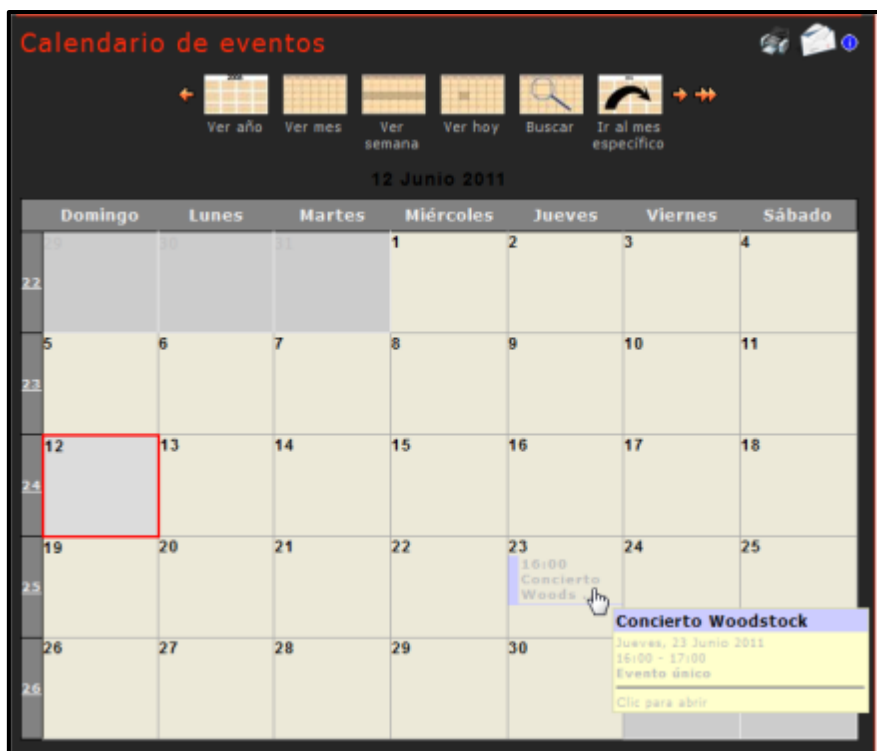 Calendario de eventos
2008
Ver año Ver mes Ver semana Ver hoy Buscar Ir al mes específico
12 Junio 2011
Domingo Lunes Martes Miércoles Jueves Viernes Sábado
22 29 30 31 1 2 3 4
23 5 6 7 8 9 10 11
24 12 13 14 15 16 17 18
25 19 20 21 22 23 24 25
16:00
Concierto
Woods ..
Concierto Woodstock
Jueves, 23 Junio 2011
16:00 - 17:00
Evento único
Clic para abrir
26 26 27 28 29 30